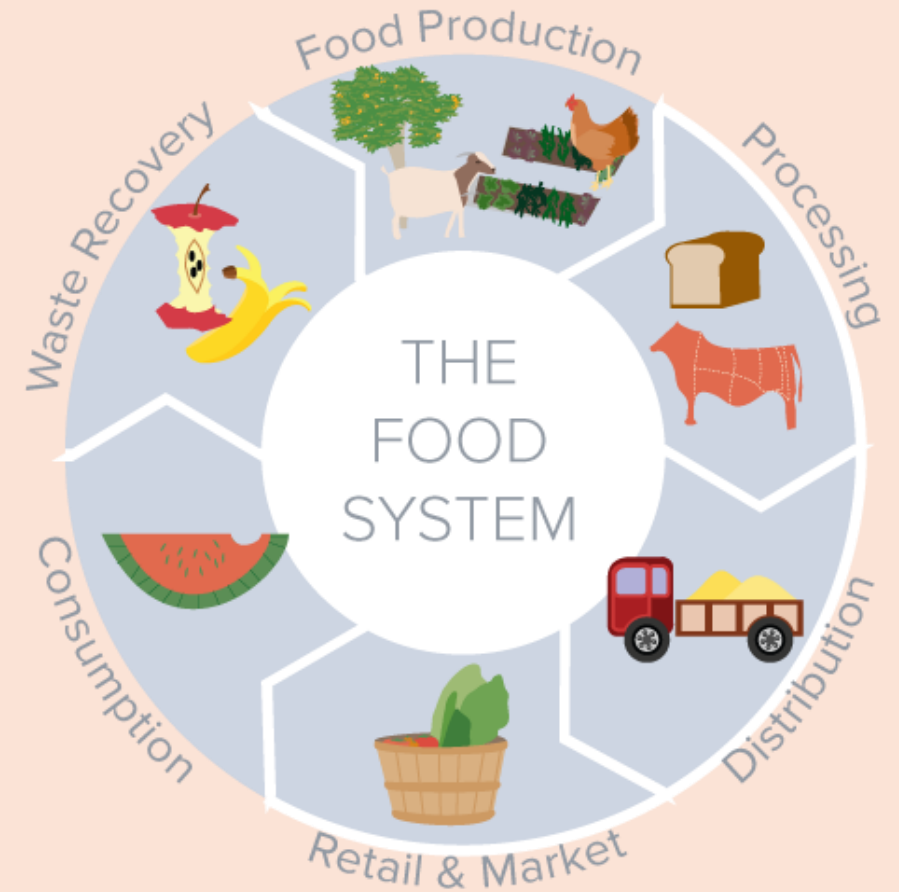 Food Production
Processing
Distribution
Retail & Market
Consumption
Waste Recovery
THE
FOOD
SYSTEM